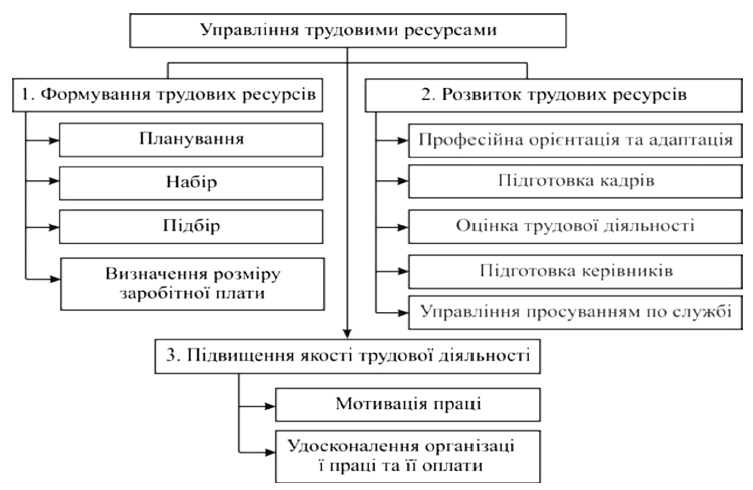 Управління трудовими ресурсами
1. Формування трудових ресурсів
Планування
Набір
Підбір
Визначення розміру
заробітної плати
2. Розвиток трудових ресурсів
Професійна орієнтація та адаптація
Підготовка кадрів
Оцінка трудової діяльності
Підготовка керівників
Управління просуванням по службі
3. Підвищення якості трудової діяльності
Мотивація праці
Удосконалення організаці
ї праці та її оплати